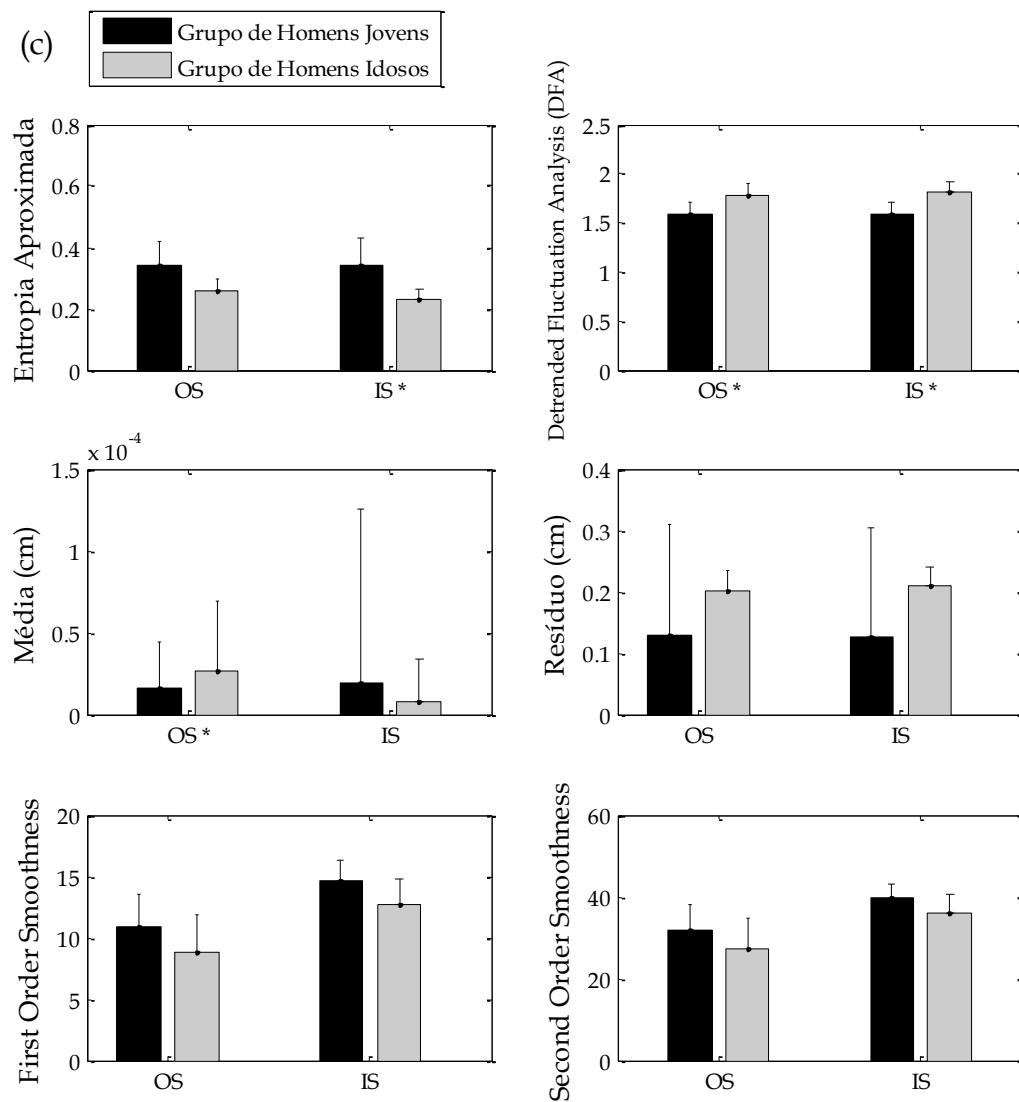 (c)
Grupo de Homens Jovens
Grupo de Homens Idosos
Entropia Aproximada
0.8
0.6
0.4
0.2
0
OS
IS *
Detrended Fluctuation Analysis (DFA)
2.5
2
1.5
1
0.5
0
OS *
IS *
Média (cm)
x 10^-4
1.5
1
0.5
0
OS *
IS
Resíduo (cm)
0.4
0.3
0.2
0.1
0
OS
IS
First Order Smoothness
20
15
10
5
0
OS
IS
Second Order Smoothness
60
40
20
0
OS
IS